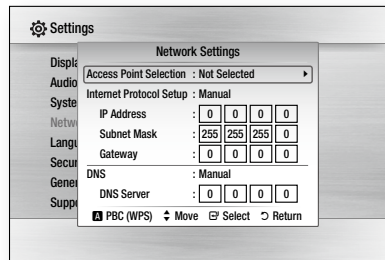 Settings
Network Settings
Access Point Selection : Not Selected
Internet Protocol Setup : Manual
IP Address : 0 0 0 0
Subnet Mask : 255 255 255 0
Gateway : 0 0 0 0
DNS : Manual
DNS Server : 0 0 0 0
A PBC (WPS) Move Select Return
Displa
Audio
Syste
Netw
Langu
Secur
Gener
Suppo